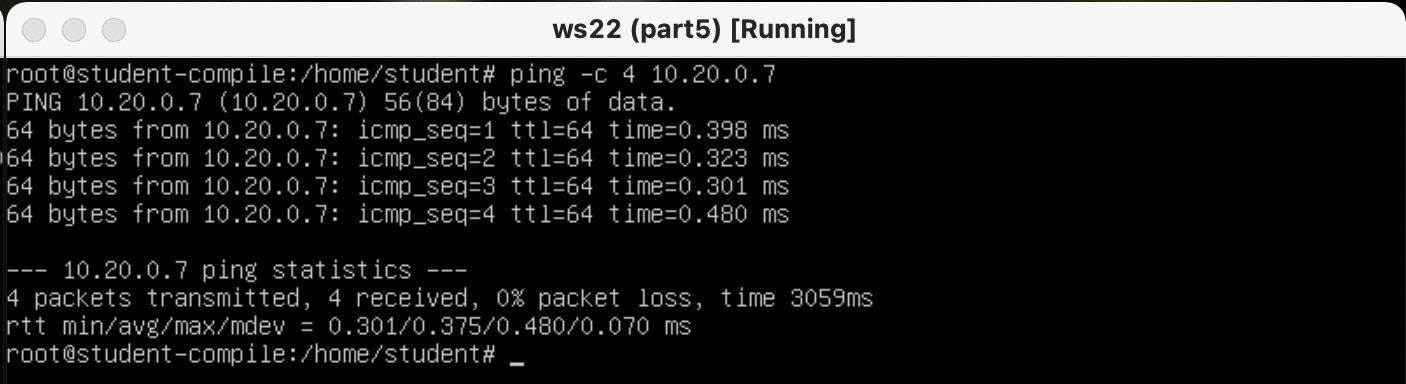 ws22 (part5) [Running]
root@student-compile:/home/student# ping -c 4 10.20.0.7
PING 10.20.0.7 (10.20.0.7) 56(84) bytes of data.
64 bytes from 10.20.0.7: icmp_seq=1 ttl=64 time=0.398 ms
64 bytes from 10.20.0.7: icmp_seq=2 ttl=64 time=0.323 ms
64 bytes from 10.20.0.7: icmp_seq=3 ttl=64 time=0.301 ms
64 bytes from 10.20.0.7: icmp_seq=4 ttl=64 time=0.480 ms

--- 10.20.0.7 ping statistics ---
4 packets transmitted, 4 received, 0% packet loss, time 3059ms
rtt min/avg/max/mdev = 0.301/0.375/0.480/0.070 ms
root@student-compile:/home/student# _